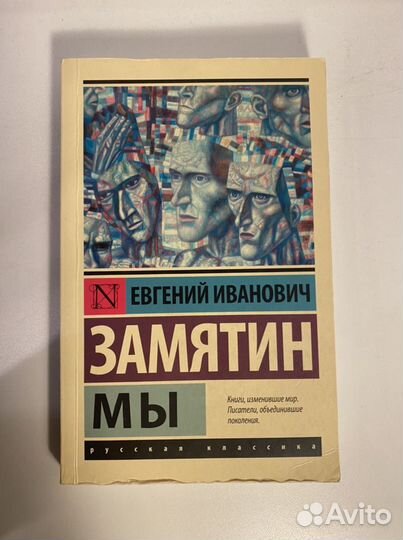 N
ЕВГЕНИЙ ИВАНОВИЧ
ЗАМЯТИН
МЫ
Книги, изменившие мир.
Писатели, объединившие
поколения.
русская классика
Avito